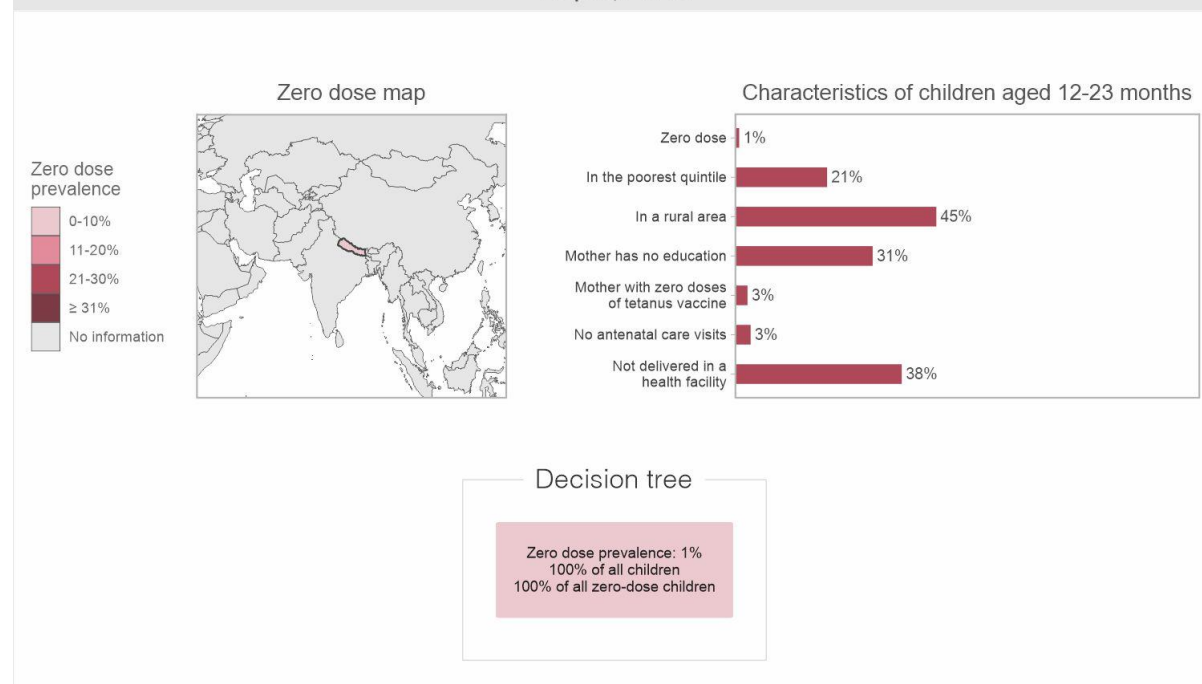 Zero dose map
Zero dose
prevalence
0-10%
11-20%
21-30%
≥ 31%
No information
Characteristics of children aged 12-23 months
Zero dose
1%
In the poorest quintile
21%
In a rural area
45%
Mother has no education
31%
Mother with zero doses
of tetanus vaccine
3%
No antenatal care visits
3%
Not delivered in a
health facility
38%
Decision tree
Zero dose prevalence: 1%
100% of all children
100% of all zero-dose children